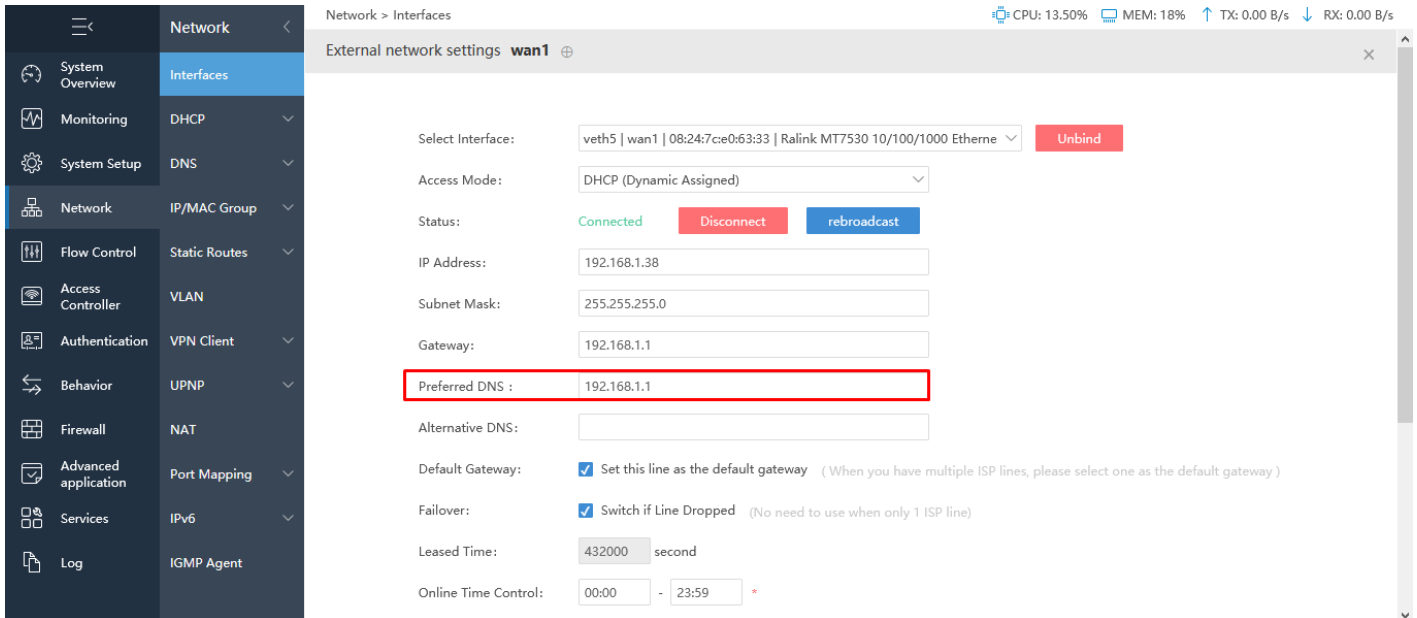 Network > Interfaces
CPU: 13.50% MEM: 18% TX: 0.00 B/s RX: 0.00 B/s
System Overview
Monitoring
System Setup
Network
Flow Control
Access Controller
Authentication
Behavior
Firewall
Advanced application
Services
Log
Network
Interfaces
DHCP
DNS
IP/MAC Group
Static Routes
VLAN
VPN Client
UPNP
NAT
Port Mapping
IPv6
IGMP Agent
External network settings wan1
Select Interface: veth5 | wan1 | 08:24:7c:e0:63:33 | Ralink MT7530 10/100/1000 Etherne Unbind
Access Mode: DHCP (Dynamic Assigned)
Status: Connected Disconnect rebroadcast
IP Address: 192.168.1.38
Subnet Mask: 255.255.255.0
Gateway: 192.168.1.1
Preferred DNS : 192.168.1.1
Alternative DNS:
Default Gateway: Set this line as the default gateway ( When you have multiple ISP lines, please select one as the default gateway )
Failover: Switch if Line Dropped (No need to use when only 1 ISP line)
Leased Time: 432000 second
Online Time Control: 00:00 - 23:59 *